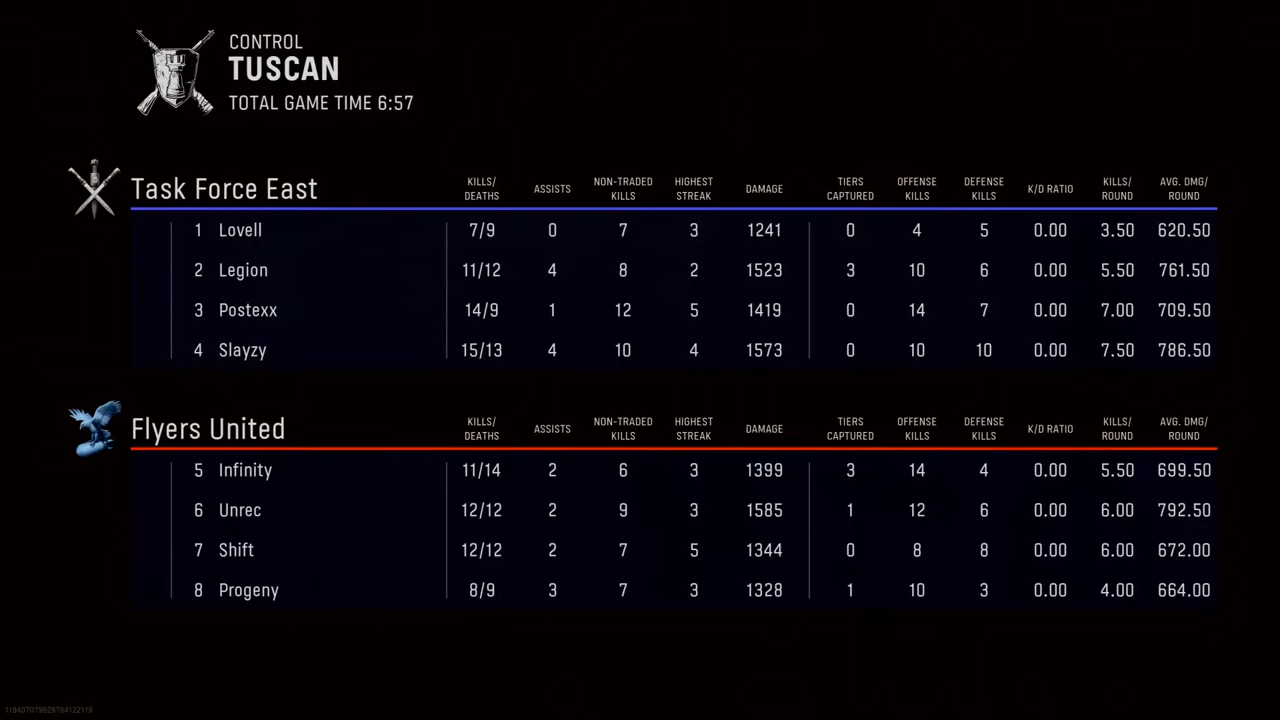 CONTROL
TUSCAN
TOTAL GAME TIME 6:57
Task Force East KILLS/ DEATHS ASSISTS NON-TRADED KILLS HIGHEST STREAK DAMAGE TIERS CAPTURED OFFENSE KILLS DEFENSE KILLS K/D RATIO KILLS/ ROUND AVG. DMG/ ROUND
1 Lovell 7/9 0 7 3 1241 0 4 5 0.00 3.50 620.50
2 Legion 11/12 4 8 2 1523 3 10 6 0.00 5.50 761.50
3 Postexx 14/9 1 12 5 1419 0 14 7 0.00 7.00 709.50
4 Slayzy 15/13 4 10 4 1573 0 10 10 0.00 7.50 786.50
Flyers United KILLS/ DEATHS ASSISTS NON-TRADED KILLS HIGHEST STREAK DAMAGE TIERS CAPTURED OFFENSE KILLS DEFENSE KILLS K/D RATIO KILLS/ ROUND AVG. DMG/ ROUND
5 Infinity 11/14 2 6 3 1399 3 14 4 0.00 5.50 699.50
6 Unrec 12/12 2 9 3 1585 1 12 6 0.00 6.00 792.50
7 Shift 12/12 2 7 5 1344 0 8 8 0.00 6.00 672.00
8 Progeny 8/9 3 7 3 1328 1 10 3 0.00 4.00 664.00